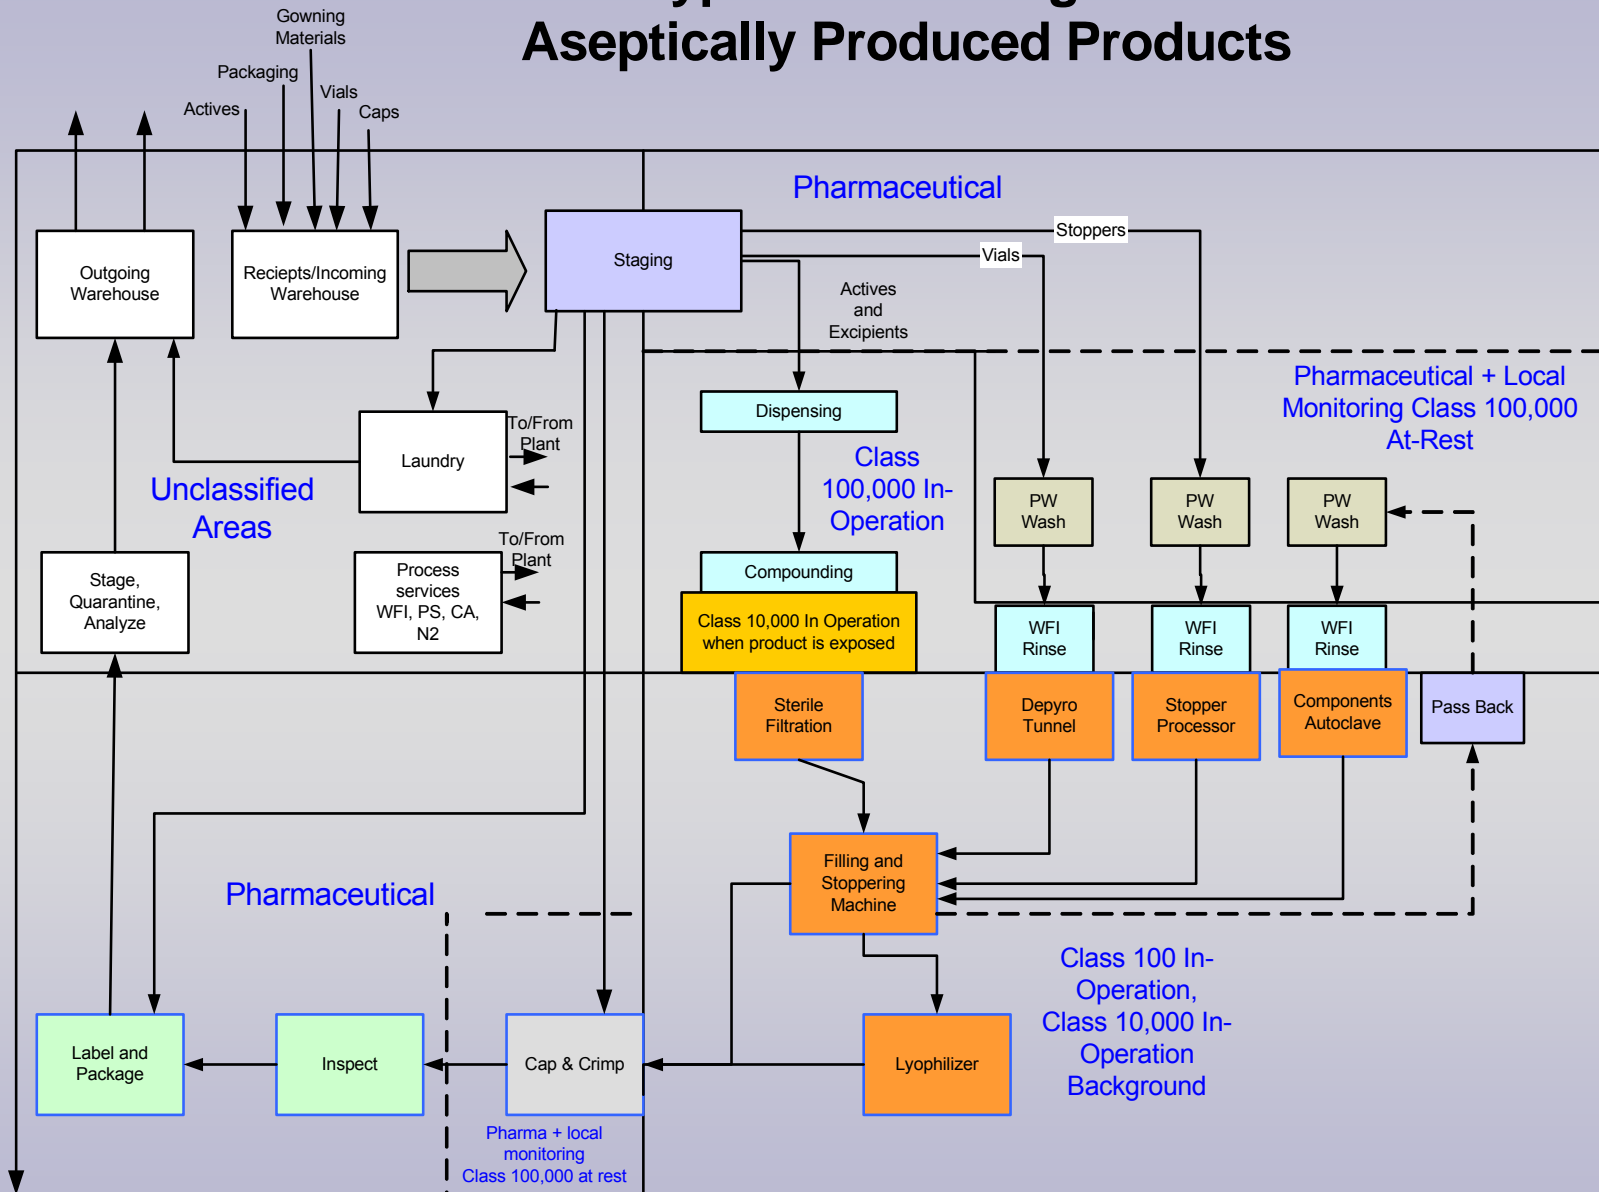 Aseptically Produced Products
Gowning
Materials
Packaging
Vials
Actives
Caps
Pharmaceutical
Stoppers
Vials
Outgoing
Warehouse
Reciepts/Incoming
Warehouse
Staging
Actives
and
Excipients
Pharmaceutical + Local
Monitoring Class 100,000
At-Rest
Dispensing
To/From
Plant
Laundry
Class
100,000 In-
Operation
Unclassified
Areas
PW
Wash
PW
Wash
PW
Wash
To/From
Plant
Stage,
Quarantine,
Analyze
Process
services
WFI, PS, CA,
N2
Compounding
Class 10,000 In Operation
when product is exposed
WFI
Rinse
WFI
Rinse
WFI
Rinse
Sterile
Filtration
Depyro
Tunnel
Stopper
Processor
Components
Autoclave
Pass Back
Filling and
Stoppering
Machine
Pharmaceutical
Class 100 In-
Operation,
Class 10,000 In-
Operation
Background
Label and
Package
Inspect
Cap & Crimp
Lyophilizer
Pharma + local
monitoring
Class 100,000 at rest